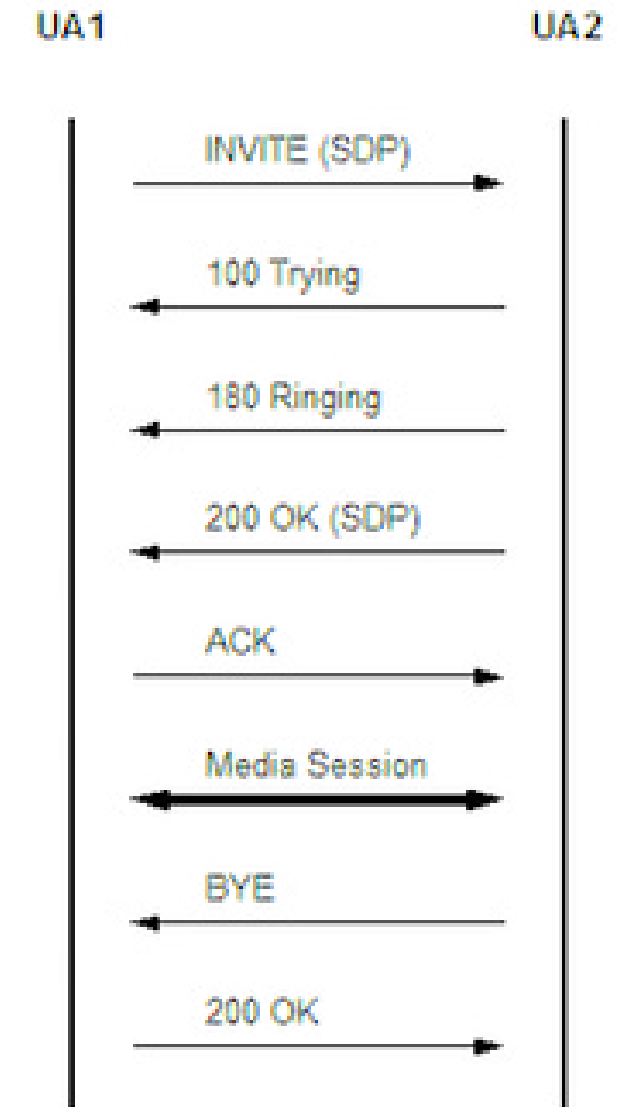 UA1 UA2
INVITE (SDP)
100 Trying
180 Ringing
200 OK (SDP)
ACK
Media Session
BYE
200 OK